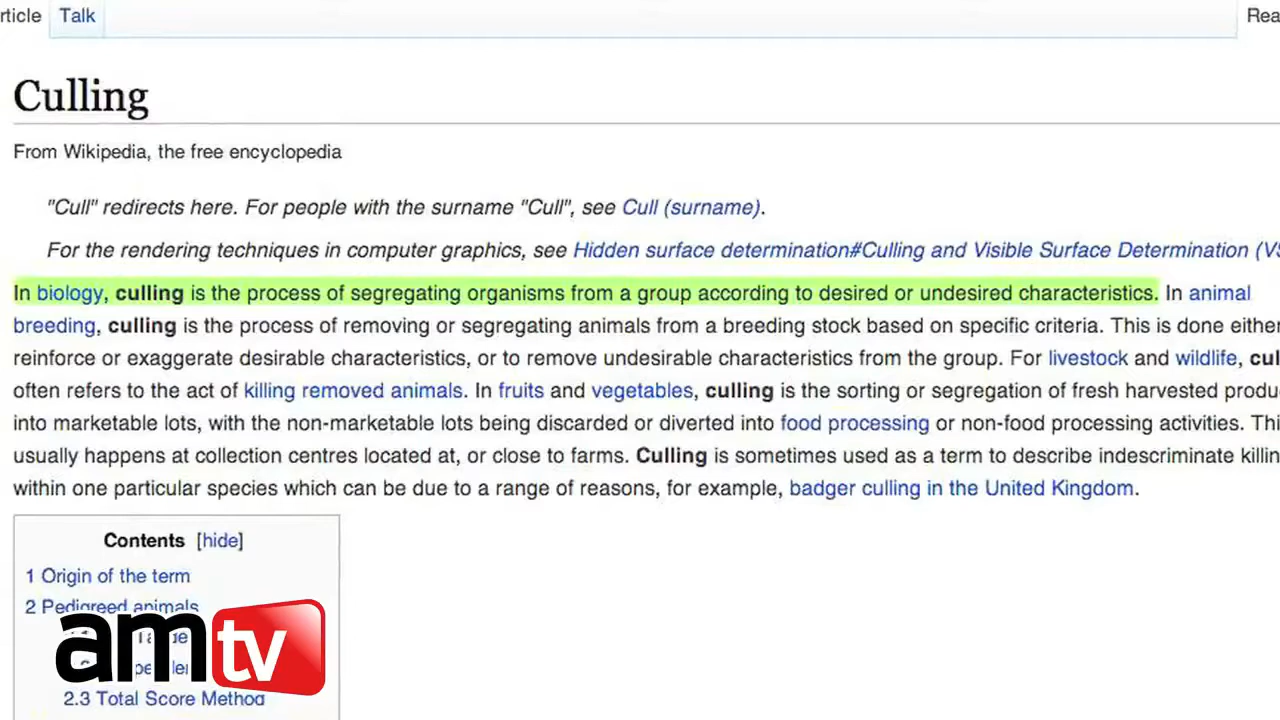 rticle Talk Rea
Culling
From Wikipedia, the free encyclopedia
"Cull" redirects here. For people with the surname "Cull", see Cull (surname).
For the rendering techniques in computer graphics, see Hidden surface determination#Culling and Visible Surface Determination (VS
In biology, culling is the process of segregating organisms from a group according to desired or undesired characteristics. In animal
breeding, culling is the process of removing or segregating animals from a breeding stock based on specific criteria. This is done either
reinforce or exaggerate desirable characteristics, or to remove undesirable characteristics from the group. For livestock and wildlife, cul
often refers to the act of killing removed animals. In fruits and vegetables, culling is the sorting or segregation of fresh harvested produ
into marketable lots, with the non-marketable lots being discarded or diverted into food processing or non-food processing activities. Thi
usually happens at collection centres located at, or close to farms. Culling is sometimes used as a term to describe indescriminate killin
within one particular species which can be due to a range of reasons, for example, badger culling in the United Kingdom.
Contents [hide]
1 Origin of the term
2 Pedigreed animals
amtv
2.3 Total Score Method